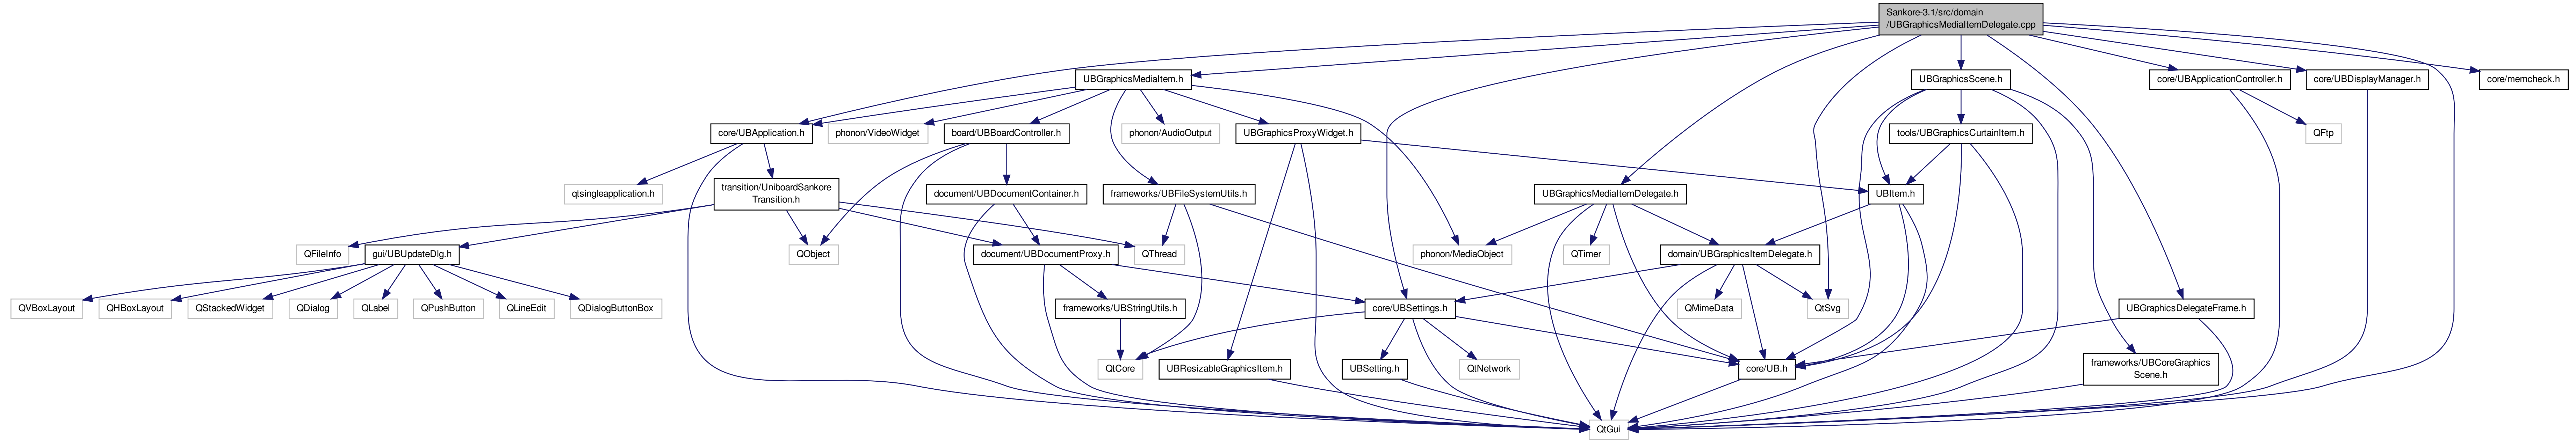 Sankore-3.1/src/domain
/UBGraphicsMediaItemDelegate.cpp
UBGraphicsMediaItem.h
UBGraphicsScene.h
core/UBApplicationController.h
core/UBDisplayManager.h
core/memcheck.h
core/UBApplication.h
phonon/VideoWidget
board/UBBoardController.h
phonon/AudioOutput
UBGraphicsProxyWidget.h
tools/UBGraphicsCurtainItem.h
QFtp
qtsingleapplication.h
transition/UniboardSankore
Transition.h
document/UBDocumentContainer.h
frameworks/UBFileSystemUtils.h
UBGraphicsMediaItemDelegate.h
UBItem.h
QFileInfo
gui/UBUpdateDlg.h
QObject
document/UBDocumentProxy.h
QThread
phonon/MediaObject
QTimer
domain/UBGraphicsItemDelegate.h
QVBoxLayout
QHBoxLayout
QStackedWidget
QDialog
QLabel
QPushButton
QLineEdit
QDialogButtonBox
frameworks/UBStringUtils.h
core/UBSettings.h
QMimeData
QtSvg
UBGraphicsDelegateFrame.h
QtCore
UBResizableGraphicsItem.h
UBSetting.h
QtNetwork
core/UB.h
frameworks/UBCoreGraphics
Scene.h
QtGui